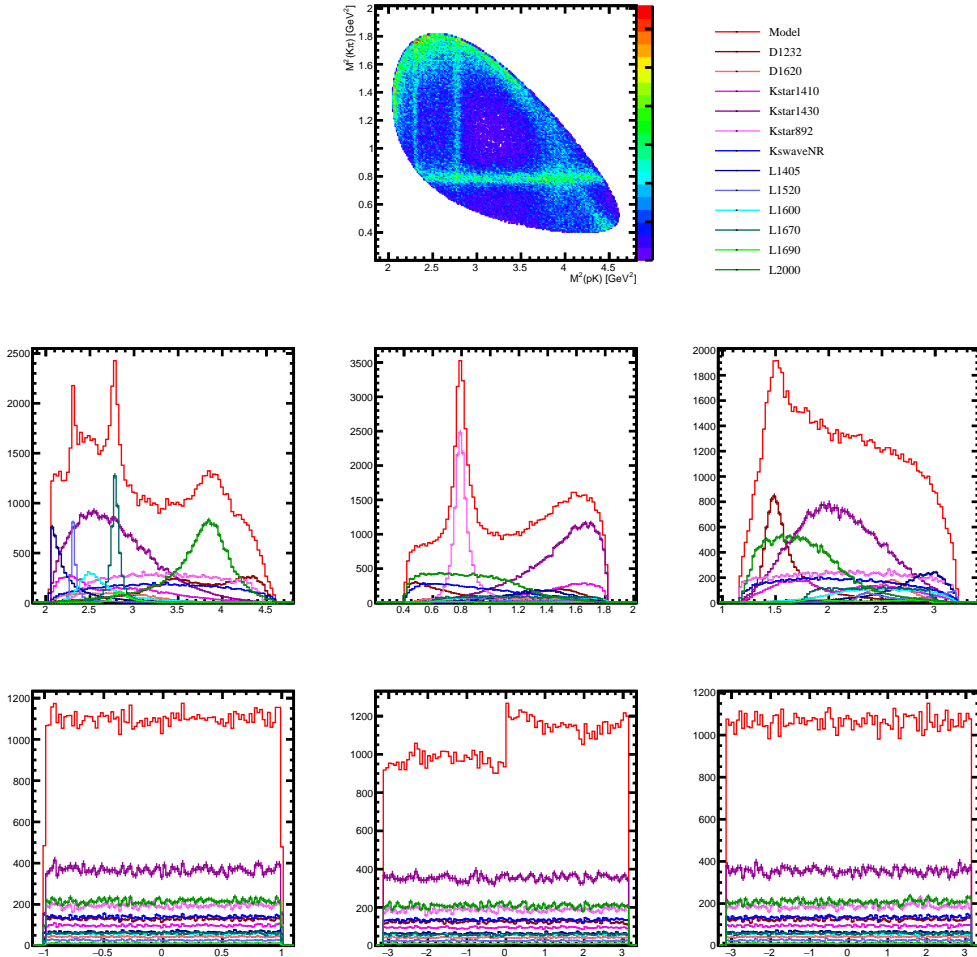 M²(Kπ) [GeV²]
2
1.8
1.6
1.4
1.2
1
0.8
0.6
0.4
2 2.5 3 3.5 4 4.5
M²(pK) [GeV²]
Model
D1232
D1620
Kstar1410
Kstar1430
Kstar892
KswaveNR
L1405
L1520
L1600
L1670
L1690
L2000
2500
2000
1500
1000
500
0
2 2.5 3 3.5 4 4.5
3500
3000
2500
2000
1500
1000
500
0
0.4 0.6 0.8 1 1.2 1.4 1.6 1.8 2
2000
1800
1600
1400
1200
1000
800
600
400
200
0
1 1.5 2 2.5 3
1200
1000
800
600
400
200
0
−1 −0.5 0 0.5 1
1200
1000
800
600
400
200
0
−3 −2 −1 0 1 2 3
1200
1000
800
600
400
200
0
−3 −2 −1 0 1 2 3